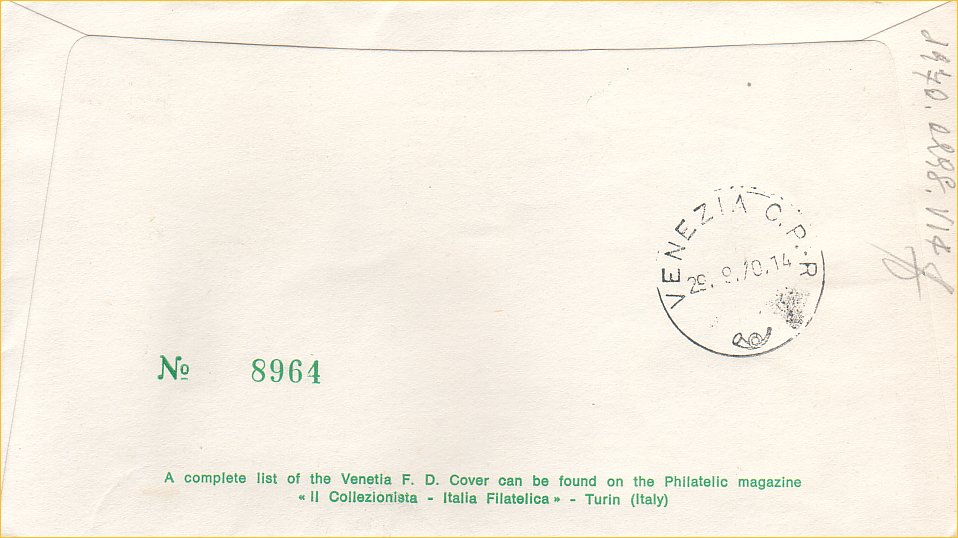 VENEZIA C.P.-R
29. 9. 70.14
№ 8964
A complete list of the Venetia F. D. Cover can be found on the Philatelic magazine
« Il Collezionista - Italia Filatelica » - Turin (Italy)